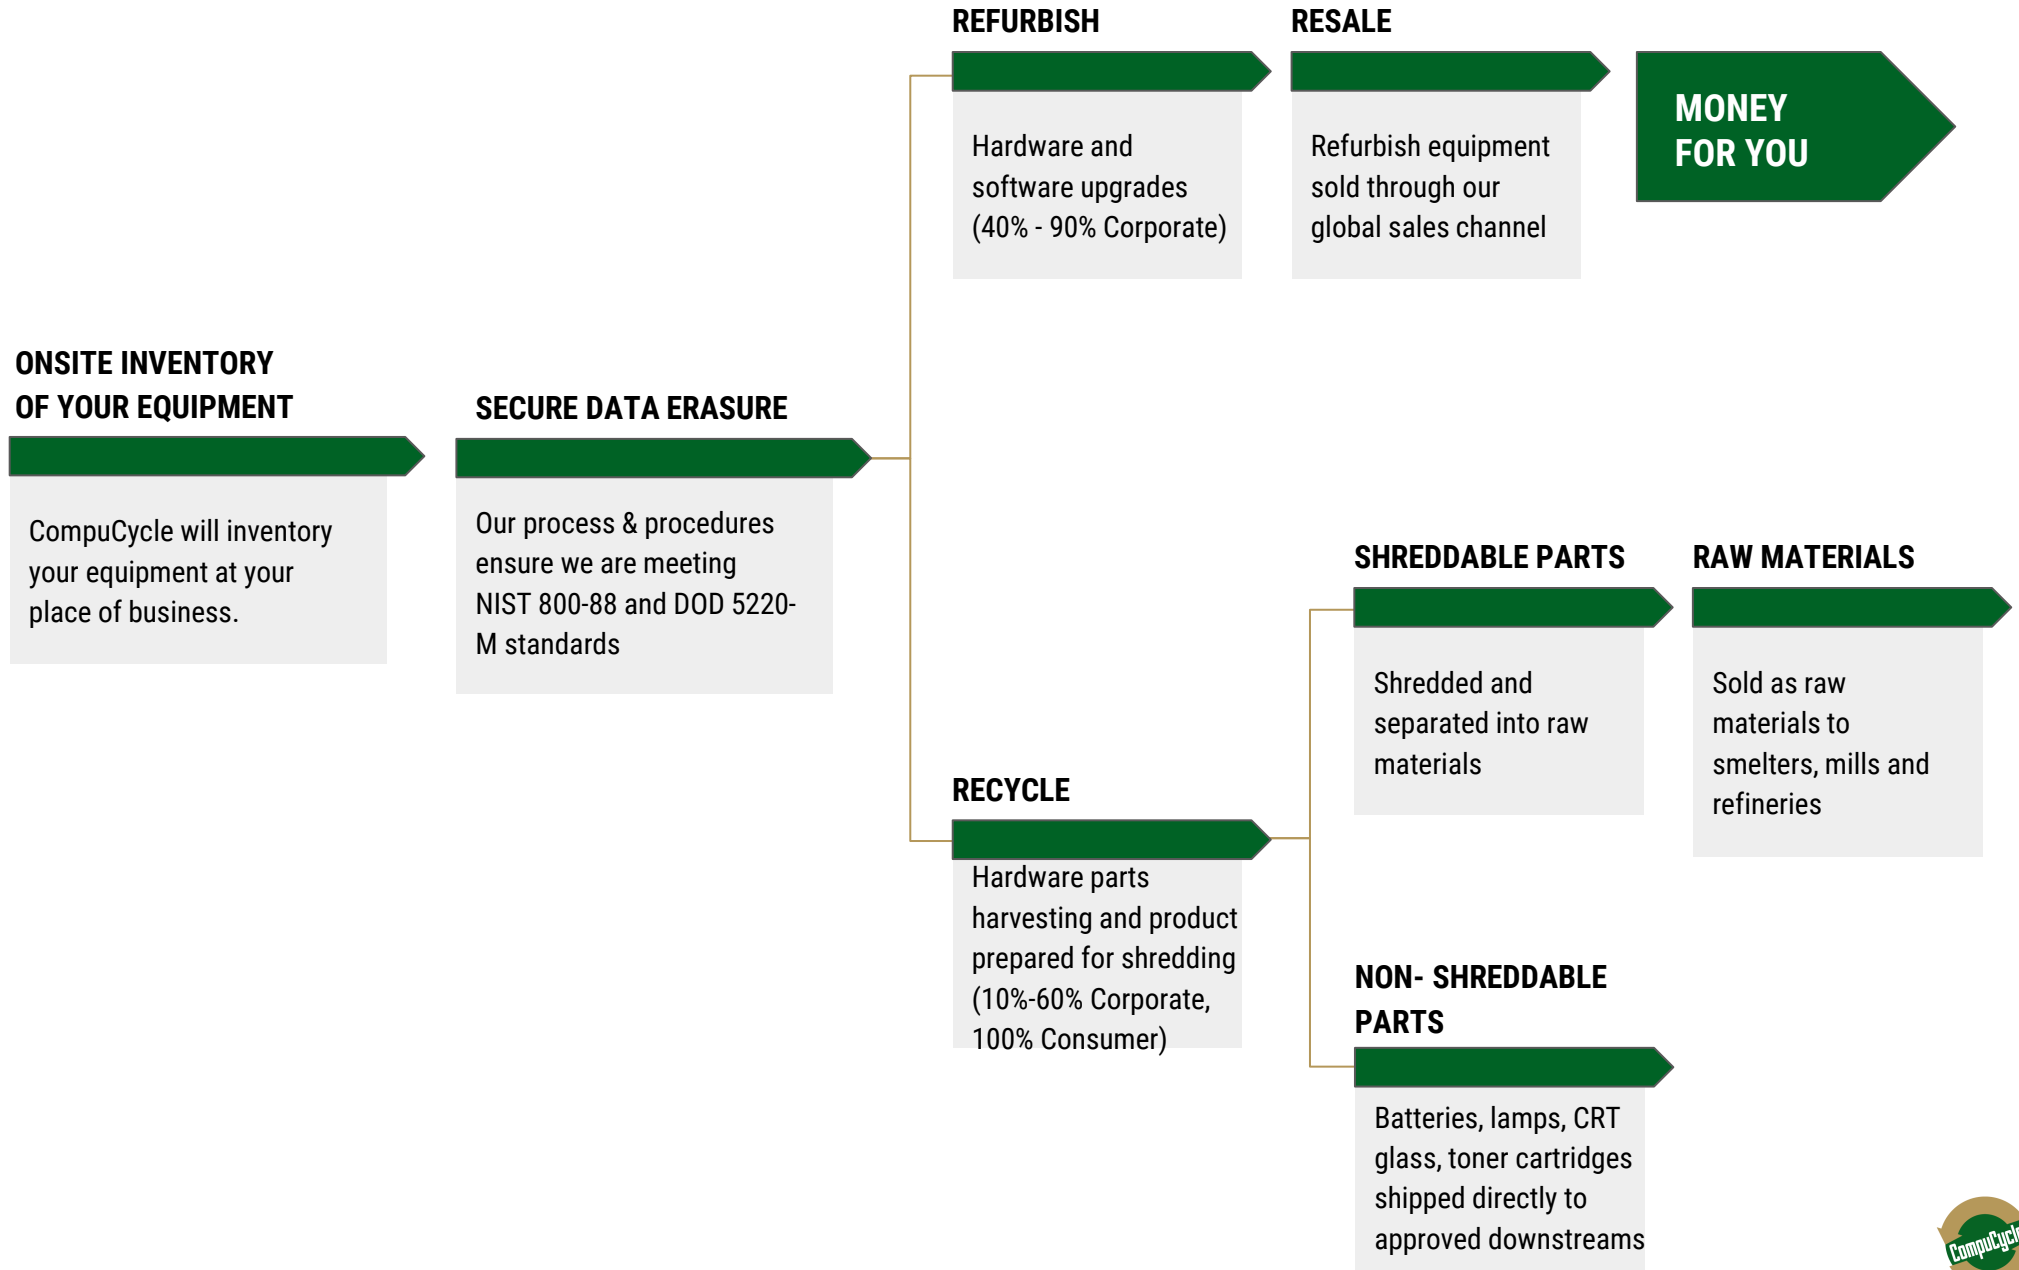 REFURBISH
Hardware and
software upgrades
(40% - 90% Corporate)
RESALE
Refurbish equipment
sold through our
global sales channel
MONEY
FOR YOU
ONSITE INVENTORY
OF YOUR EQUIPMENT
CompuCycle will inventory
your equipment at your
place of business.
SECURE DATA ERASURE
Our process & procedures
ensure we are meeting
NIST 800-88 and DOD 5220-
M standards
RECYCLE
Hardware parts
harvesting and product
prepared for shredding
(10%-60% Corporate,
100% Consumer)
SHREDDABLE PARTS
Shredded and
separated into raw
materials
RAW MATERIALS
Sold as raw
materials to
smelters, mills and
refineries
NON- SHREDDABLE
PARTS
Batteries, lamps, CRT
glass, toner cartridges
shipped directly to
approved downstreams
CompuCycle